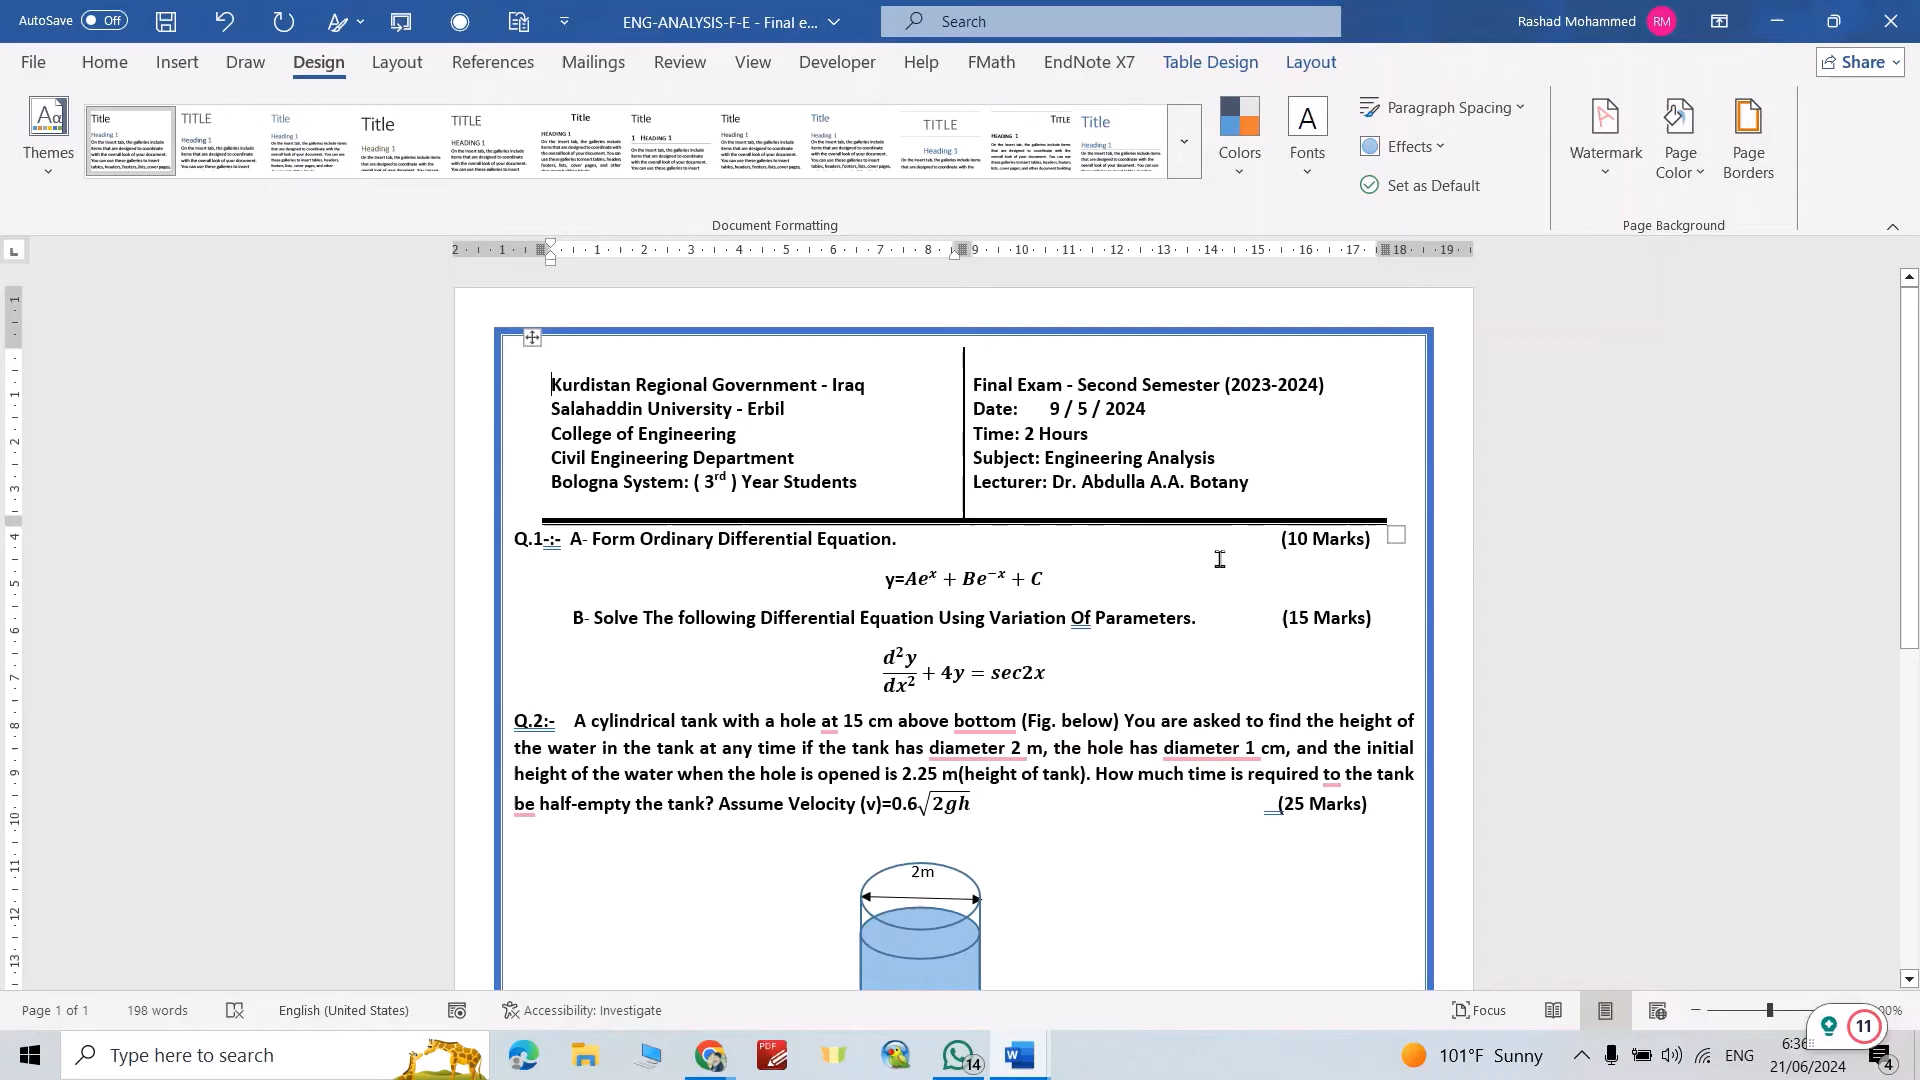 AutoSave Off ENG-ANALYSIS-F-E - Final e... Search Rashad Mohammed RM
File Home Insert Draw Design Layout References Mailings Review View Developer Help FMath EndNote X7 Table Design Layout Share
Themes
Colors
Fonts
Paragraph Spacing
Effects
Set as Default
Watermark
Page Color
Page Borders
Document Formatting
Page Background
Kurdistan Regional Government - Iraq
Salahaddin University - Erbil
College of Engineering
Civil Engineering Department
Bologna System: ( 3rd ) Year Students
Final Exam - Second Semester (2023-2024)
Date: 9 / 5 / 2024
Time: 2 Hours
Subject: Engineering Analysis
Lecturer: Dr. Abdulla A.A. Botany
Q.1-:- A- Form Ordinary Differential Equation. (10 Marks)
y=Ae^x + Be^−x + C
B- Solve The following Differential Equation Using Variation Of Parameters. (15 Marks)
d²y/dx² + 4y = sec2x
Q.2:- A cylindrical tank with a hole at 15 cm above bottom (Fig. below) You are asked to find the height of
the water in the tank at any time if the tank has diameter 2 m, the hole has diameter 1 cm, and the initial
height of the water when the hole is opened is 2.25 m(height of tank). How much time is required to the tank
be half-empty the tank? Assume Velocity (v)=0.6√2gh (25 Marks)
2m
Page 1 of 1 198 words English (United States) Accessibility: Investigate Focus
11
Type here to search
14
101°F Sunny
ENG
21/06/2024
4